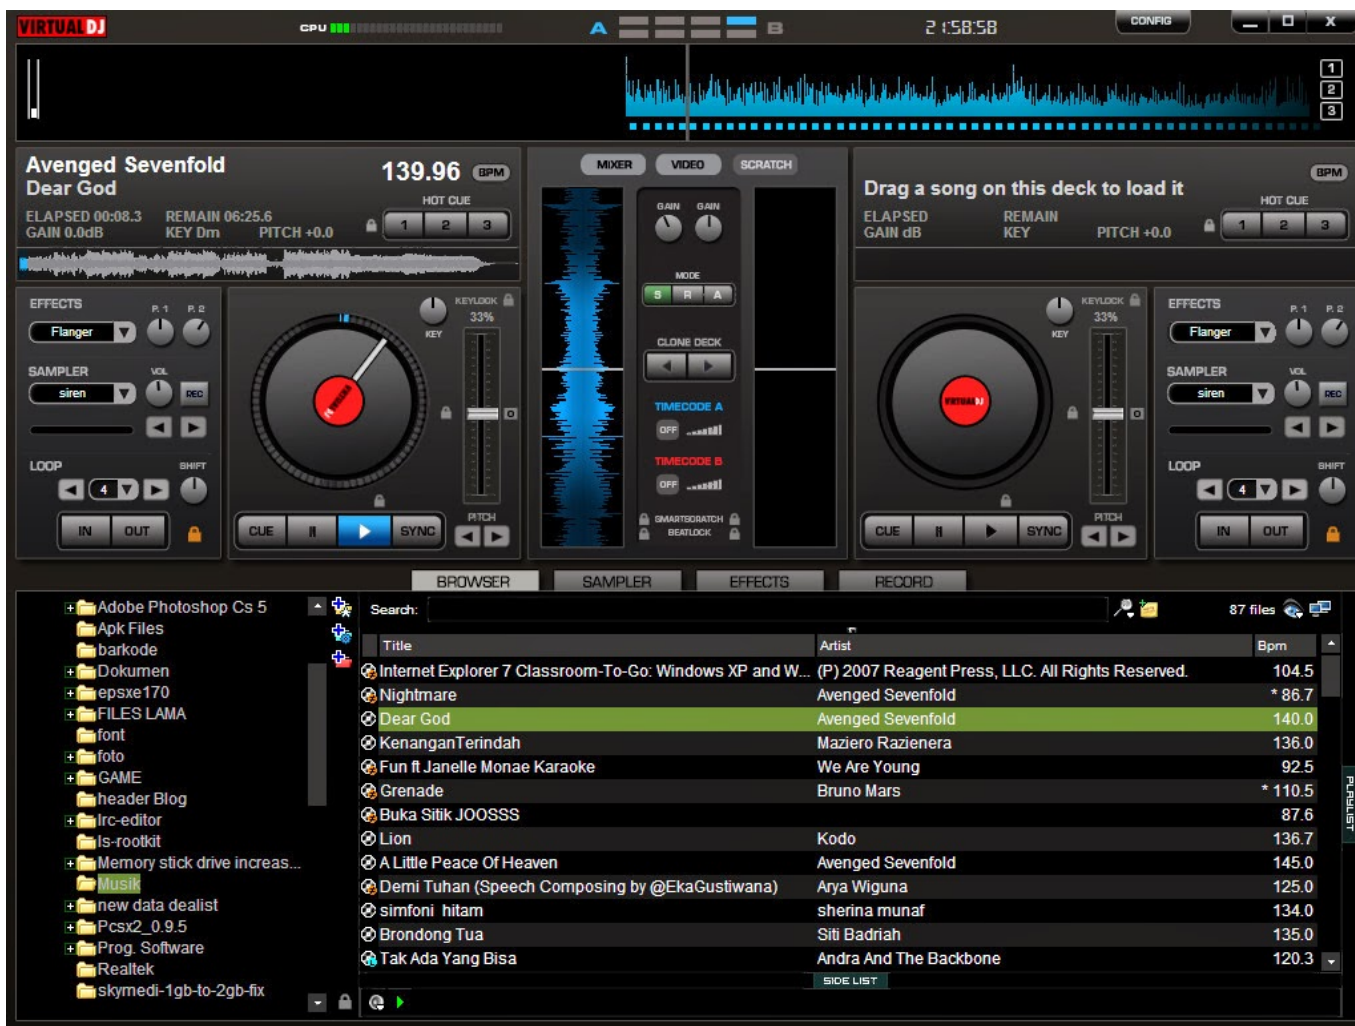 VIRTUAL DJ CPU A B 21:58:58 CONFIG X
1
2
3
Avenged Sevenfold 139.96 BPM
Dear God
HOT CUE
ELAPSED 00:08.3 REMAIN 06:25.6 1 2 3
GAIN 0.0dB KEY Dm PITCH +0.0
MIXER VIDEO SCRATCH
GAIN GAIN
MODE
S R A
CLONE DECK
TIMECODE A
OFF
TIMECODE B
OFF
SMARTSCRATCH
BEATLOCK
BPM
Drag a song on this deck to load it
HOT CUE
ELAPSED REMAIN 1 2 3
GAIN dB KEY PITCH +0.0
EFFECTS P. 1 P. 2
Flanger
SAMPLER VOL
siren REC
LOOP SHIFT
4
IN OUT
KEYLOCK
33%
KEY
VIRTUALDJ
0
PITCH
CUE SYNC
KEYLOCK
33%
KEY
VIRTUALDJ
0
PITCH
CUE SYNC
EFFECTS P. 1 P. 2
Flanger
SAMPLER VOL
siren REC
LOOP SHIFT
4
IN OUT
BROWSER SAMPLER EFFECTS RECORD
Adobe Photoshop Cs 5
Apk Files
barkode
Dokumen
epsxe170
FILES LAMA
font
foto
GAME
header Blog
Irc-editor
ls-rootkit
Memory stick drive increas...
Musik
new data dealist
Pcsx2_0.9.5
Prog. Software
Realtek
skymedi-1gb-to-2gb-fix
Search: 87 files
Title Artist Bpm
Internet Explorer 7 Classroom-To-Go: Windows XP and W... (P) 2007 Reagent Press, LLC. All Rights Reserved. 104.5
Nightmare Avenged Sevenfold * 86.7
Dear God Avenged Sevenfold 140.0
KenanganTerindah Maziero Razienera 136.0
Fun ft Janelle Monae Karaoke We Are Young 92.5
Grenade Bruno Mars * 110.5
Buka Sitik JOOSSS 87.6
Lion Kodo 136.7
A Little Peace Of Heaven Avenged Sevenfold 145.0
Demi Tuhan (Speech Composing by @EkaGustiwana) Arya Wiguna 125.0
simfoni hitam sherina munaf 134.0
Brondong Tua Siti Badriah 135.0
Tak Ada Yang Bisa Andra And The Backbone 120.3
PLAYLIST
SIDE LIST